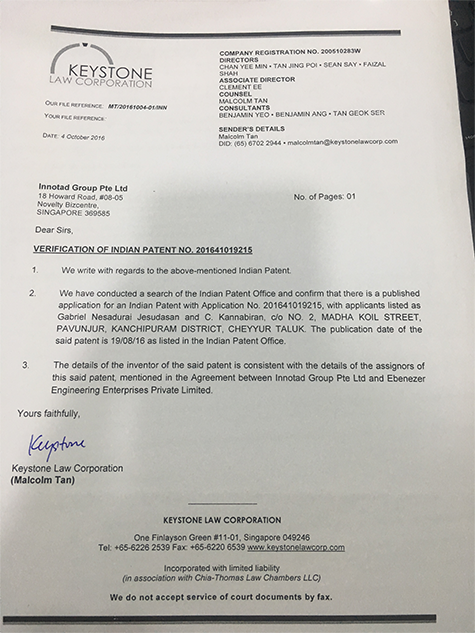 KEYSTONE
LAW CORPORATION
COMPANY REGISTRATION NO. 200510283W
DIRECTORS
CHAN YEE MIN • TAN JING POI • SEAN SAY • FAIZAL
SHAH
ASSOCIATE DIRECTOR
CLEMENT EE
COUNSEL
MALCOLM TAN
CONSULTANTS
BENJAMIN YEO • BENJAMIN ANG • TAN GEOK SER
SENDER'S DETAILS
Malcolm Tan
DID: (65) 6702 2944 • malcolmtan@keystonelawcorp.com
OUR FILE REFERENCE: MT/20161004-01/INN
YOUR FILE REFERENCE:
DATE: 4 October 2016
Innotad Group Pte Ltd
18 Howard Road, #08-05
Novelty Bizcentre,
SINGAPORE 369585
No. of Pages: 01
Dear Sirs,
VERIFICATION OF INDIAN PATENT NO. 201641019215
1. We write with regards to the above-mentioned Indian Patent.
2. We have conducted a search of the Indian Patent Office and confirm that there is a published
application for an Indian Patent with Application No. 201641019215, with applicants listed as
Gabriel Nesadurai Jesudasan and C. Kannabiran, c/o NO. 2, MADHA KOIL STREET,
PAVUNJUR, KANCHIPURAM DISTRICT, CHEYYUR TALUK. The publication date of the
said patent is 19/08/16 as listed in the Indian Patent Office.
3. The details of the inventor of the said patent is consistent with the details of the assignors of
this said patent, mentioned in the Agreement between Innotad Group Pte Ltd and Ebenezer
Engineering Enterprises Private Limited.
Yours faithfully,
Keystone
Keystone Law Corporation
(Malcolm Tan)
KEYSTONE LAW CORPORATION
One Finlayson Green #11-01, Singapore 049246
Tel: +65-6226 2539 Fax: +65-6220 6539 www.keystonelawcorp.com
Incorporated with limited liability
(in association with Chia-Thomas Law Chambers LLC)
We do not accept service of court documents by fax.